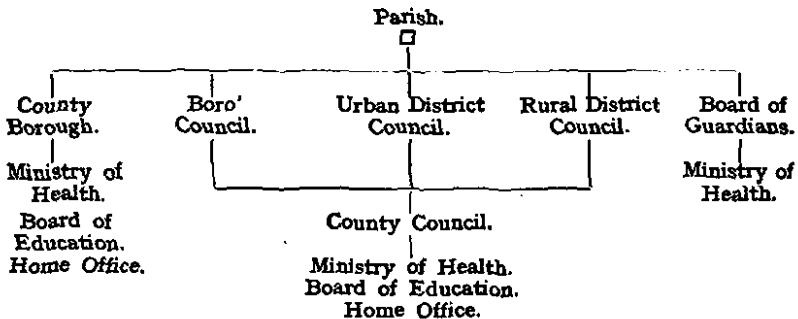 Parish.
County
Borough.
Boro'
Council.
Urban District
Council.
Rural District
Council.
Board of
Guardians.
Ministry of
Health.
Board of
Education.
Home Office.
County Council.
Ministry of Health.
Board of Education.
Home Office.
Ministry of
Health.